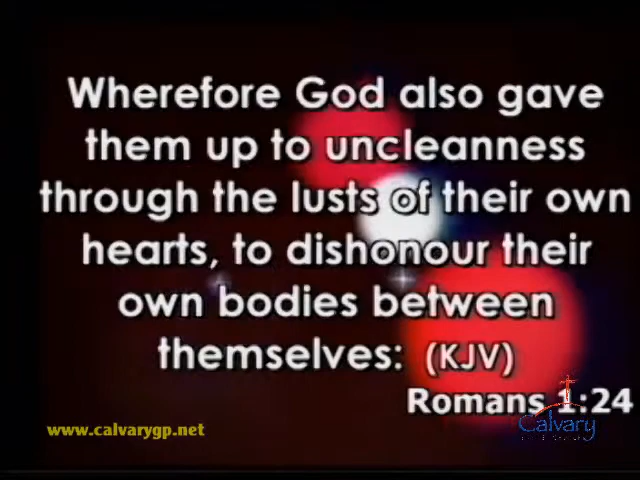 Wherefore God also gave
them up to uncleanness
through the lusts of their own
hearts, to dishonour their
own bodies between
themselves: (KJV)
Romans 1:24
www.calvarygp.net
Calvary